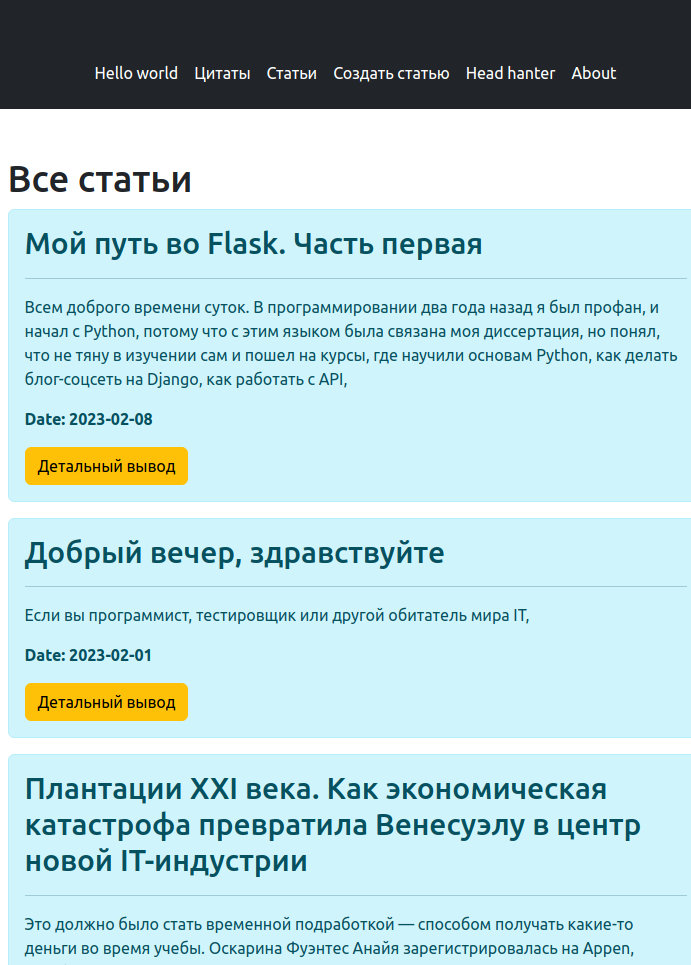 Hello world Цитаты Статьи Создать статью Head hanter About
Все статьи
Мой путь во Flask. Часть первая
Всем доброго времени суток. В программировании два года назад я был профан, и
начал с Python, потому что с этим языком была связана моя диссертация, но понял,
что не тяну в изучении сам и пошел на курсы, где научили основам Python, как делать
блог-соцсеть на Django, как работать с API,
Date: 2023-02-08
Детальный вывод
Добрый вечер, здравствуйте
Если вы программист, тестировщик или другой обитатель мира IT,
Date: 2023-02-01
Детальный вывод
Плантации XXI века. Как экономическая
катастрофа превратила Венесуэлу в центр
новой IT-индустрии
Это должно было стать временной подработкой — способом получать какие-то
деньги во время учебы. Оскарина Фуэнтес Анайя зарегистрировалась на Appen,